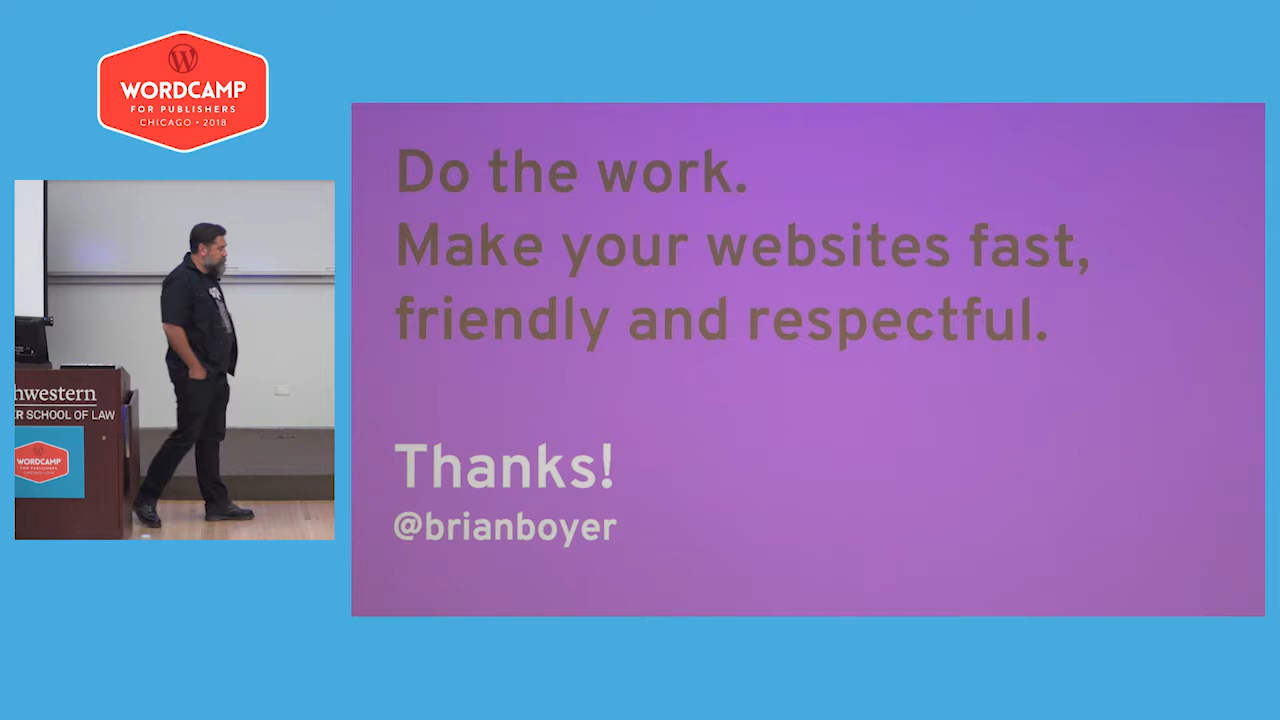 WORDCAMP
FOR PUBLISHERS
CHICAGO • 2018
Do the work.
Make your websites fast,
friendly and respectful.
Thanks!
@brianboyer
hwestern
ER SCHOOL OF LAW
WORDCAMP
FOR PUBLISHERS